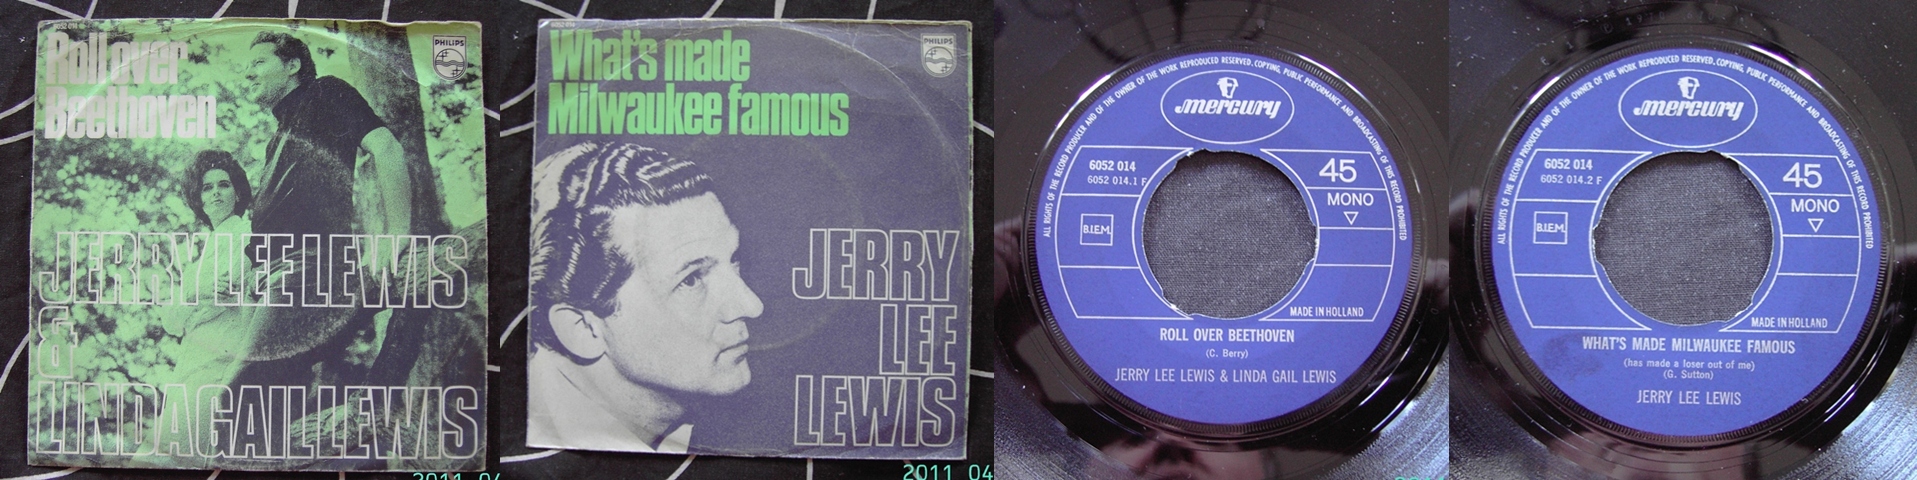 Roll over
Beethoven
PHILIPS
JERRY LEE LEWIS
&
LINDA GAIL LEWIS
2011 04
What's made
Milwaukee famous
PHILIPS
JERRY
LEE
LEWIS
2011 04
ALL RIGHTS OF THE RECORD PRODUCER AND OF THE OWNER OF THE WORK REPRODUCED RESERVED. COPYING, PUBLIC PERFORMANCE AND BROADCASTING OF THIS RECORD PROHIBITED
mercury
6052 014
6052 014.1 F
45
MONO
B.I.E.M.
MADE IN HOLLAND
ROLL OVER BEETHOVEN
(C. Berry)
JERRY LEE LEWIS & LINDA GAIL LEWIS
ALL RIGHTS OF THE RECORD PRODUCER AND OF THE OWNER OF THE WORK REPRODUCED RESERVED. COPYING, PUBLIC PERFORMANCE AND BROADCASTING OF THIS RECORD PROHIBITED
mercury
6052 014
6052 014.2 F
45
MONO
B.I.E.M.
MADE IN HOLLAND
WHAT'S MADE MILWAUKEE FAMOUS
(has made a loser out of me)
(G. Sutton)
JERRY LEE LEWIS